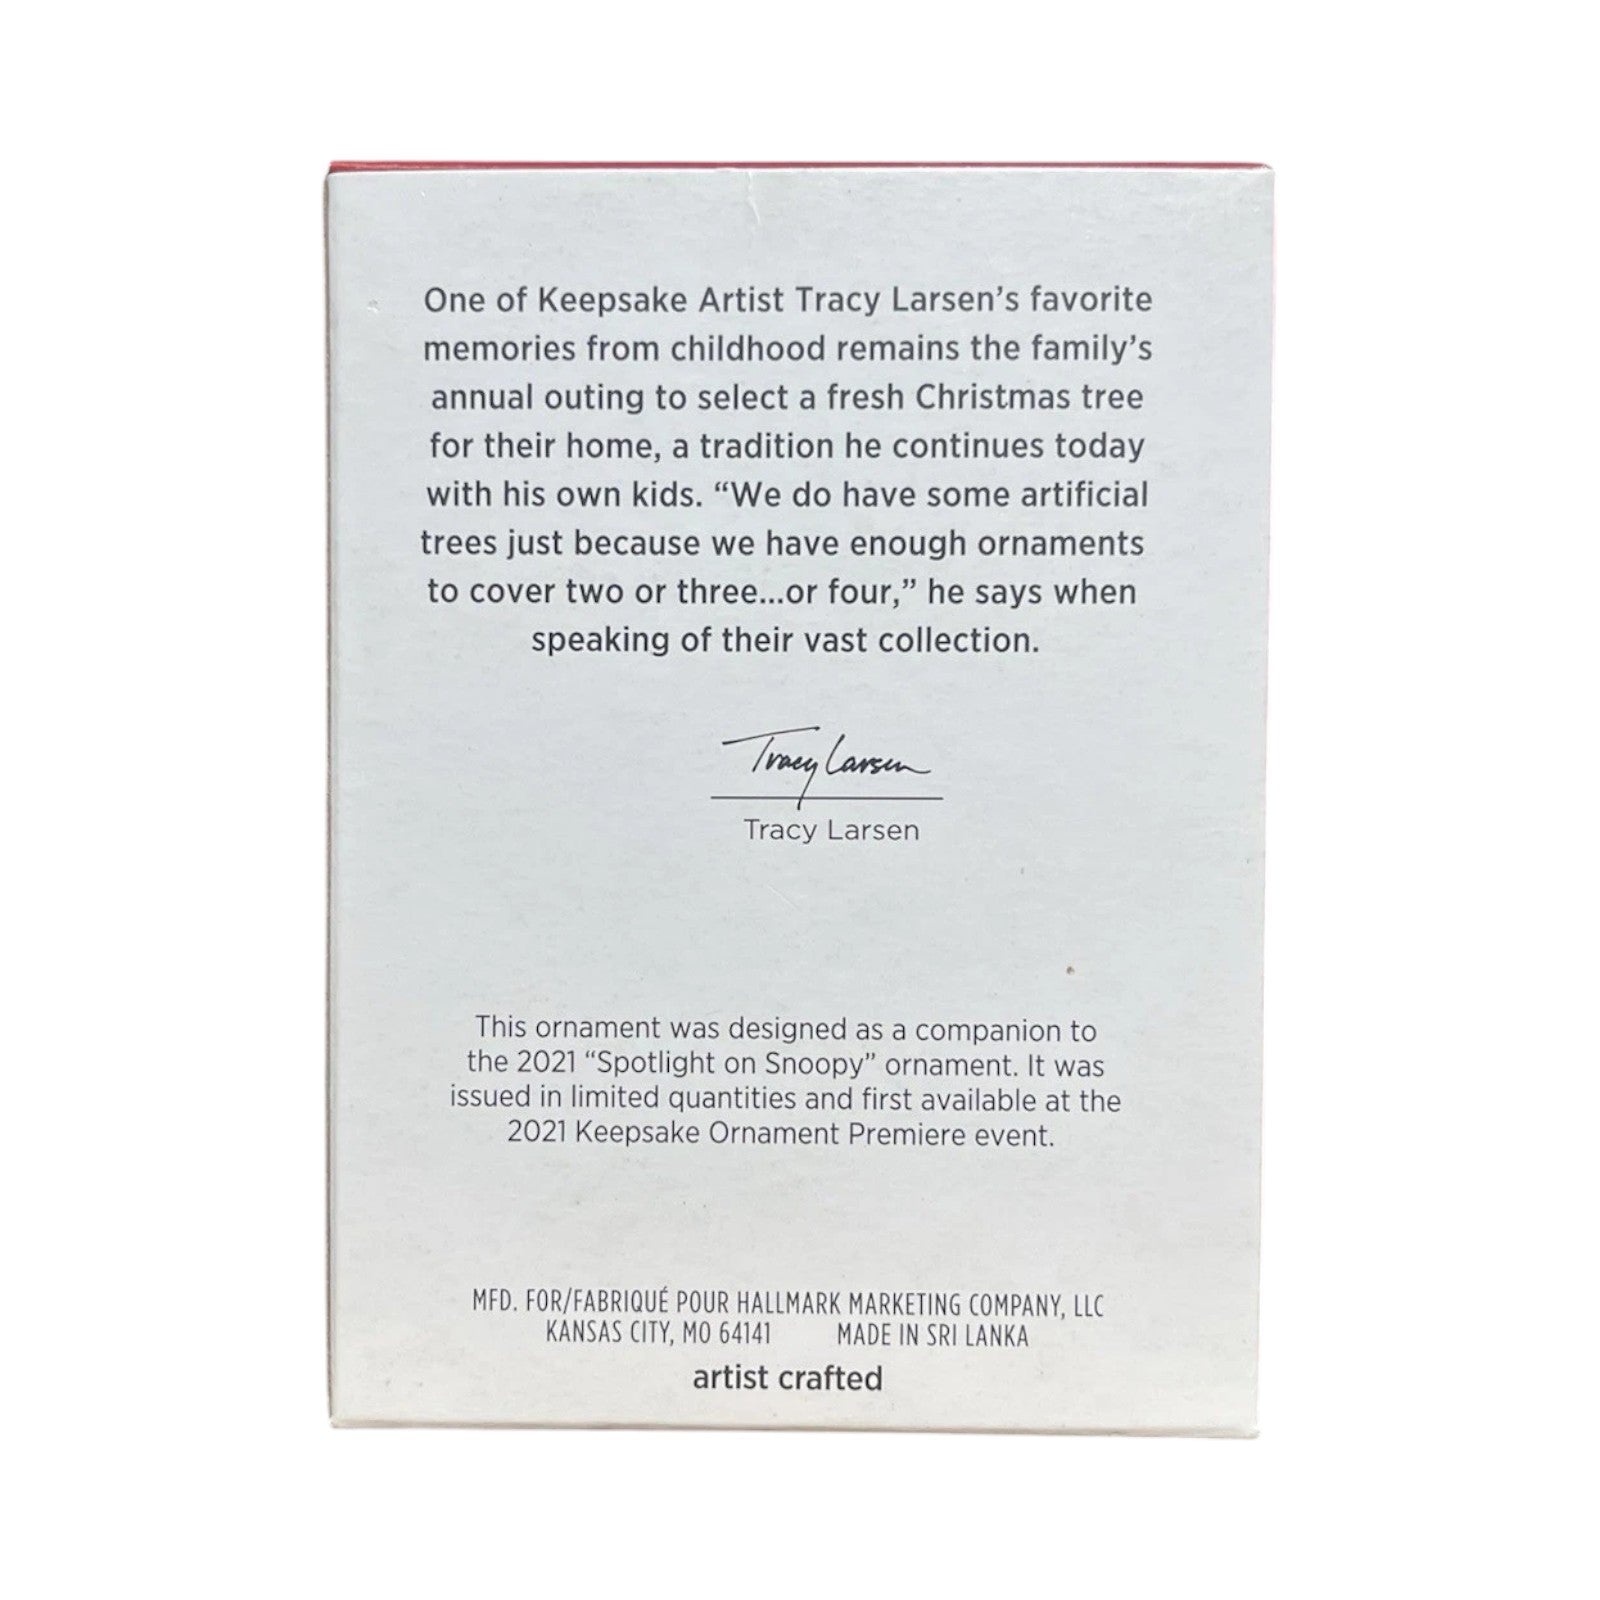 One of Keepsake Artist Tracy Larsen’s favorite
memories from childhood remains the family’s
annual outing to select a fresh Christmas tree
for their home, a tradition he continues today
with his own kids. “We do have some artificial
trees just because we have enough ornaments
to cover two or three...or four,” he says when
speaking of their vast collection.
Tracy Larsen
Tracy Larsen
This ornament was designed as a companion to
the 2021 “Spotlight on Snoopy” ornament. It was
issued in limited quantities and first available at the
2021 Keepsake Ornament Premiere event.
MFD. FOR/FABRIQUÉ POUR HALLMARK MARKETING COMPANY, LLC
KANSAS CITY, MO 64141 MADE IN SRI LANKA
artist crafted